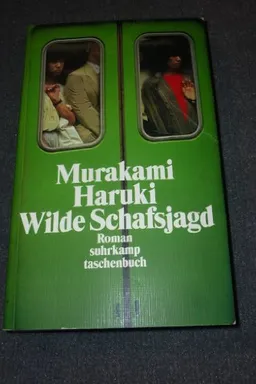 Murakami
Haruki
Wilde Schafsjagd
Roman
suhrkamp
taschenbuch